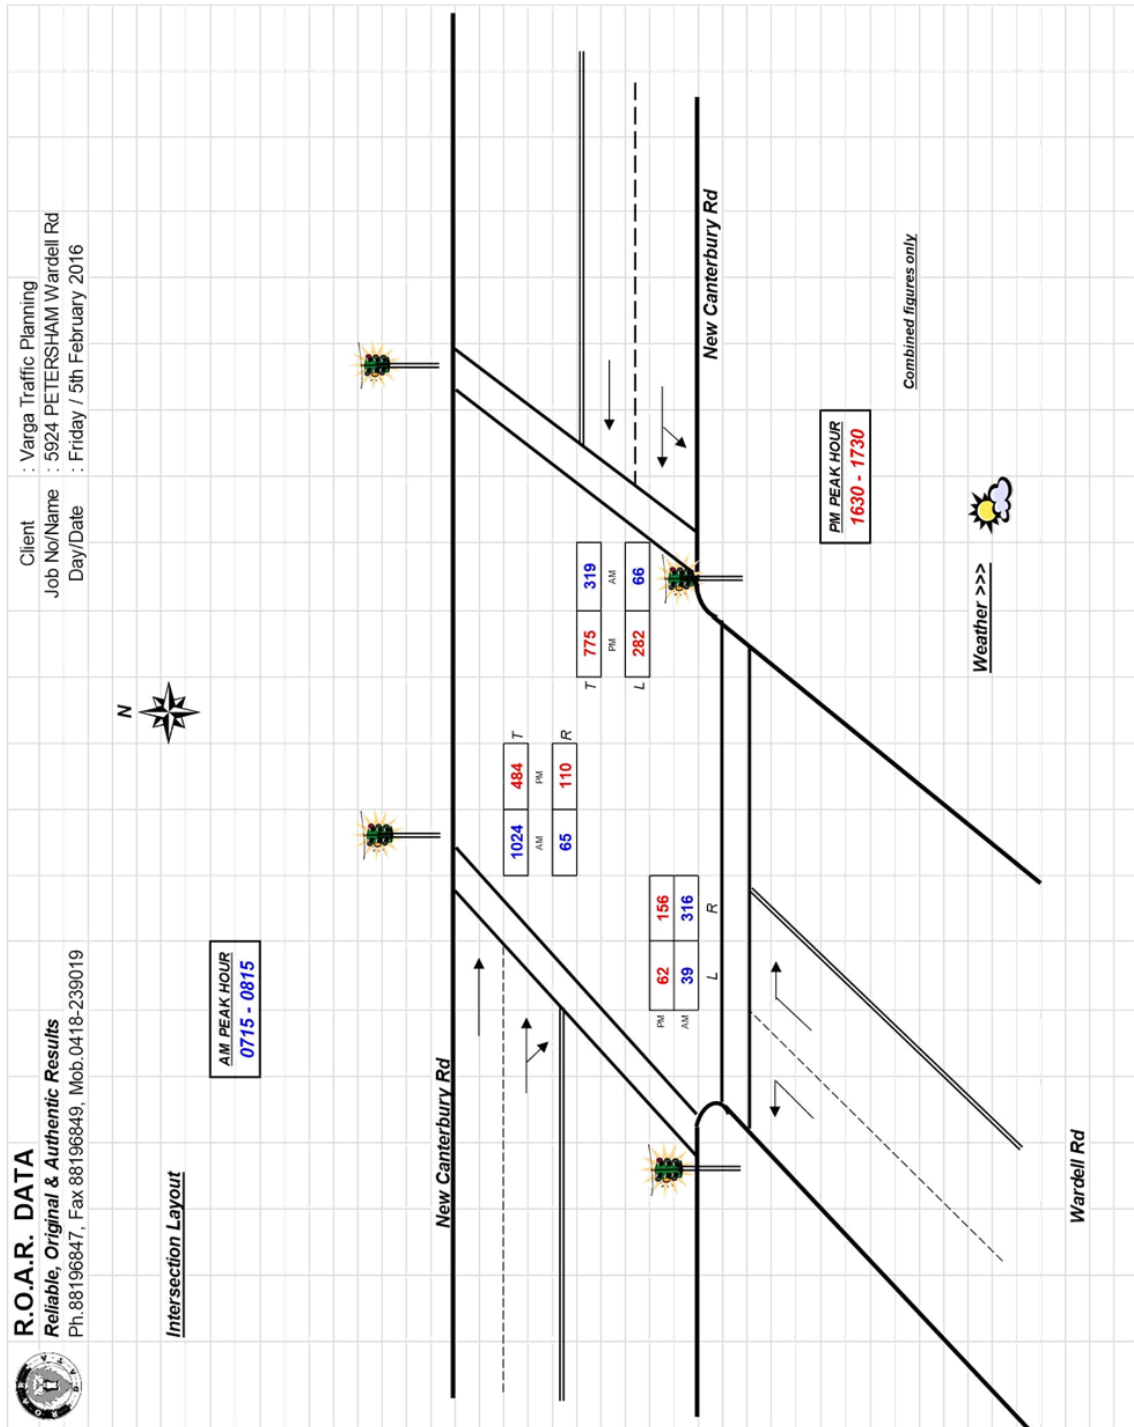 R.O.A.R. DATA
Reliable, Original & Authentic Results
Ph.88196847, Fax 88196849, Mob.0418-239019
Client : Varga Traffic Planning
Job No/Name : 5924 PETERSHAM Wardell Rd
Day/Date : Friday / 5th February 2016
Intersection Layout
N
AM PEAK HOUR
0715 - 0815
New Canterbury Rd
1024 484 T
AM PM
65 110 R
T 775 319
PM AM
L 282 66
PM 62 156
AM 39 316
L R
New Canterbury Rd
PM PEAK HOUR
1630 - 1730
Combined figures only
Weather >>>
Wardell Rd